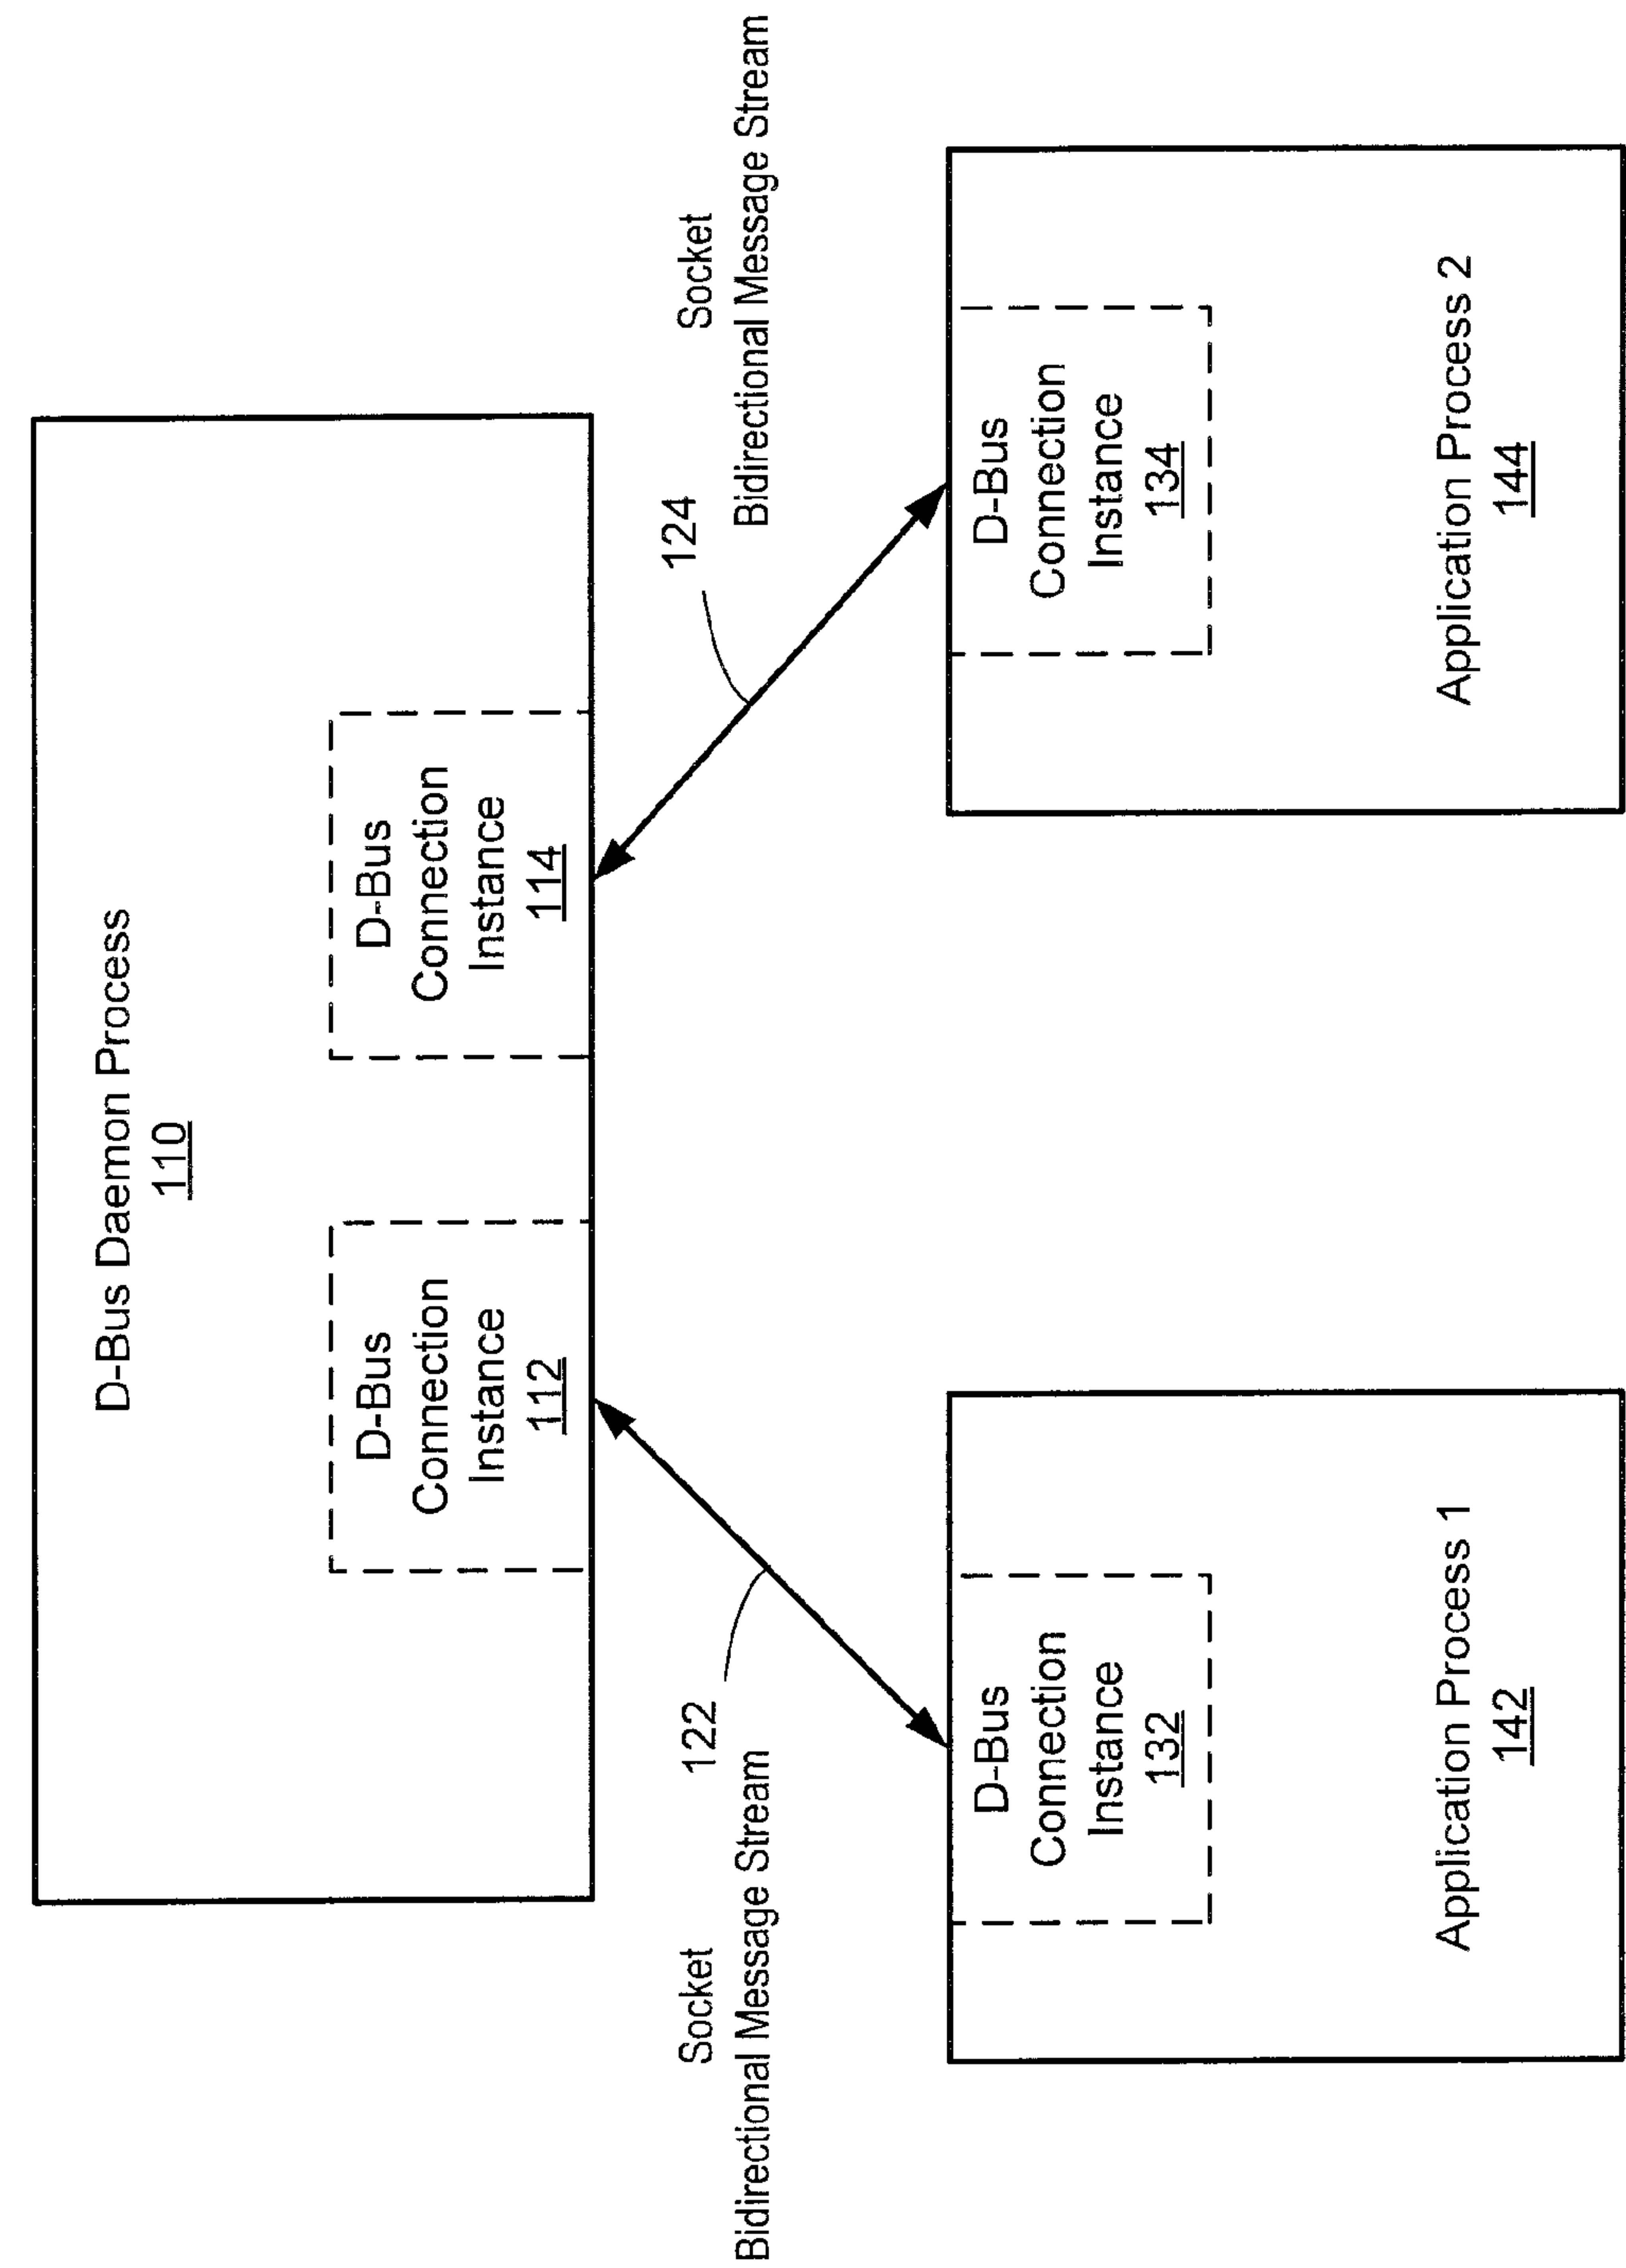 D-Bus Daemon Process
110
D-Bus
Connection
Instance
112
D-Bus
Connection
Instance
114
Socket
Bidirectional Message Stream
122
124
Socket
Bidirectional Message Stream
D-Bus
Connection
Instance
132
Application Process 1
142
D-Bus
Connection
Instance
134
Application Process 2
144